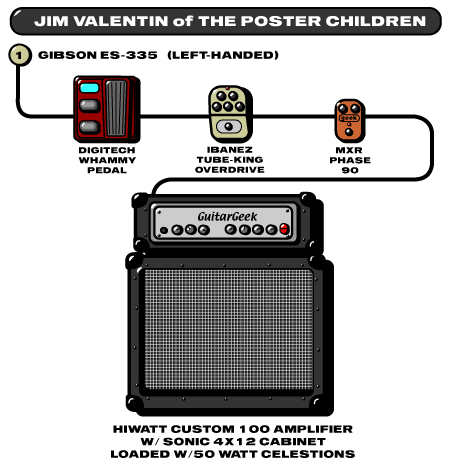 JIM VALENTIN of THE POSTER CHILDREN
1 GIBSON ES-335 (LEFT-HANDED)
DIGITECH
WHAMMY
PEDAL
IBANEZ
TUBE-KING
OVERDRIVE
geek
MXR
PHASE
90
GuitarGeek
HIWATT CUSTOM 100 AMPLIFIER
W/ SONIC 4X12 CABINET
LOADED W/50 WATT CELESTIONS